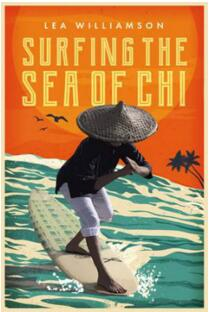 LEA WILLIAMSON
SURFING THE
SEA OF CHI